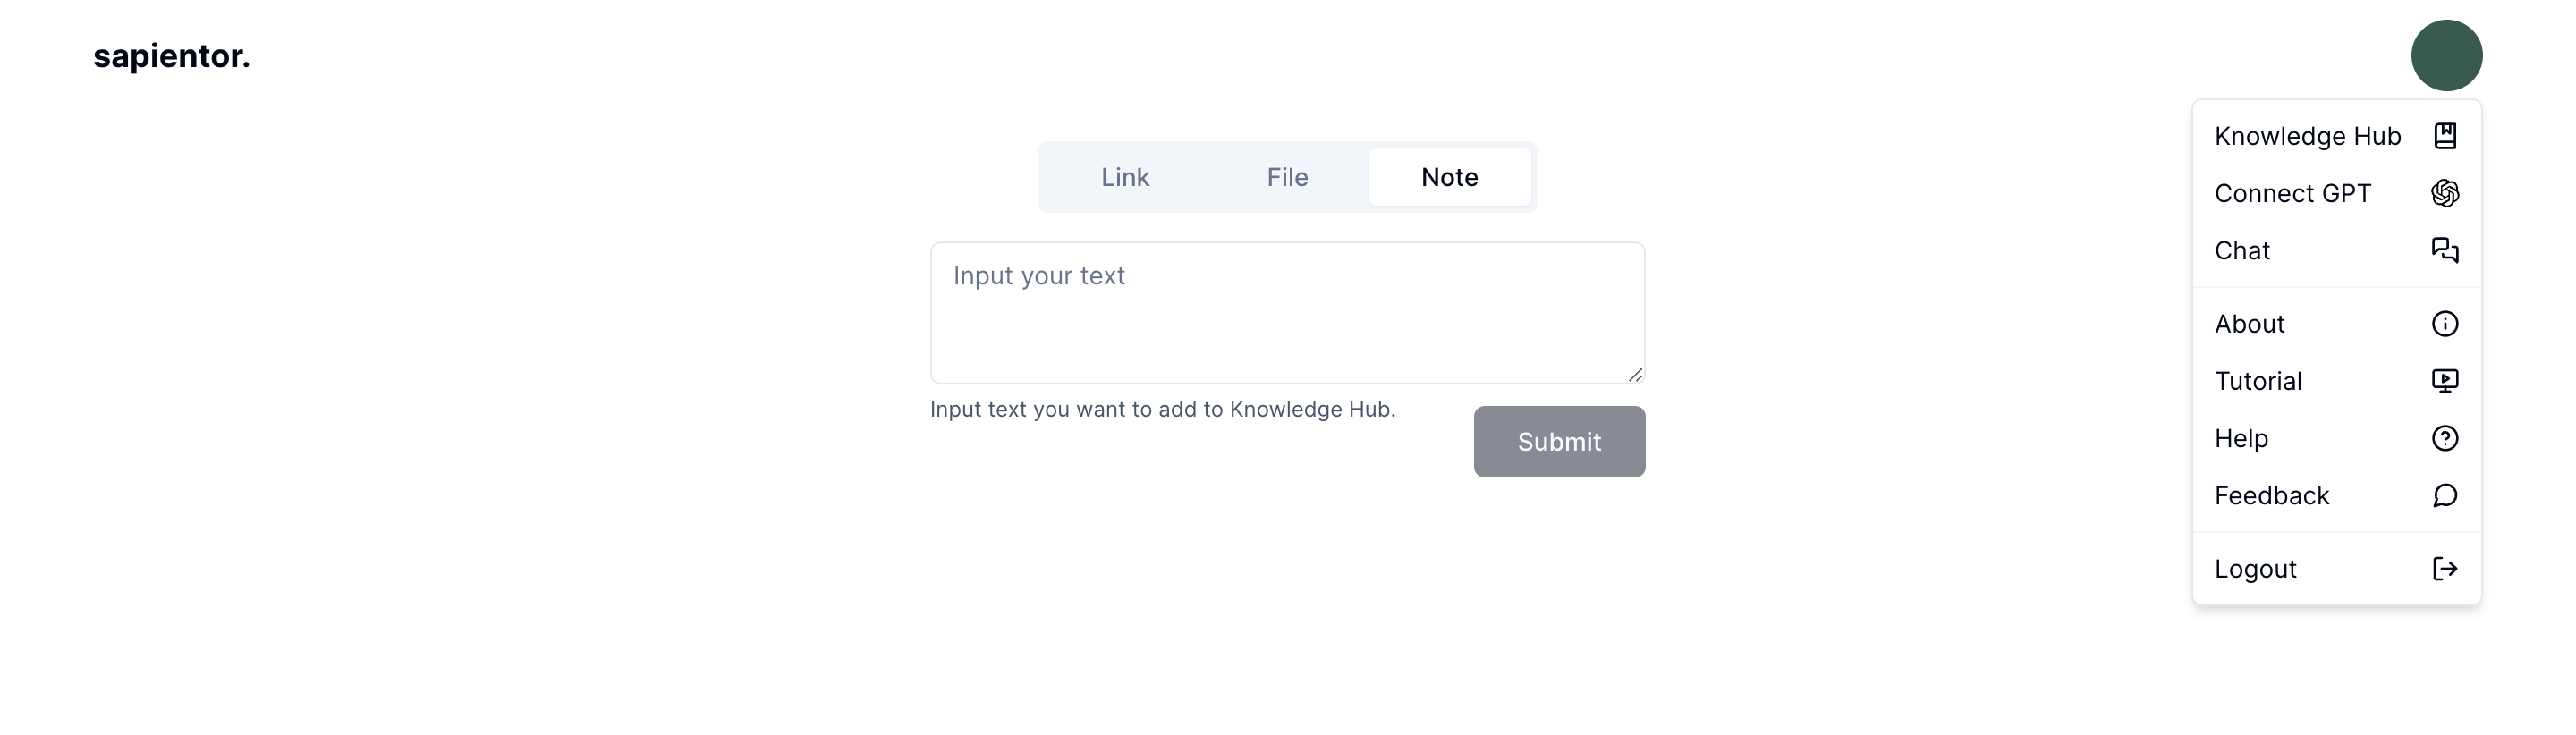 sapientor.
Link File Note
Input your text
Input text you want to add to Knowledge Hub.
Submit
Knowledge Hub
Connect GPT
Chat
About
Tutorial
Help
Feedback
Logout